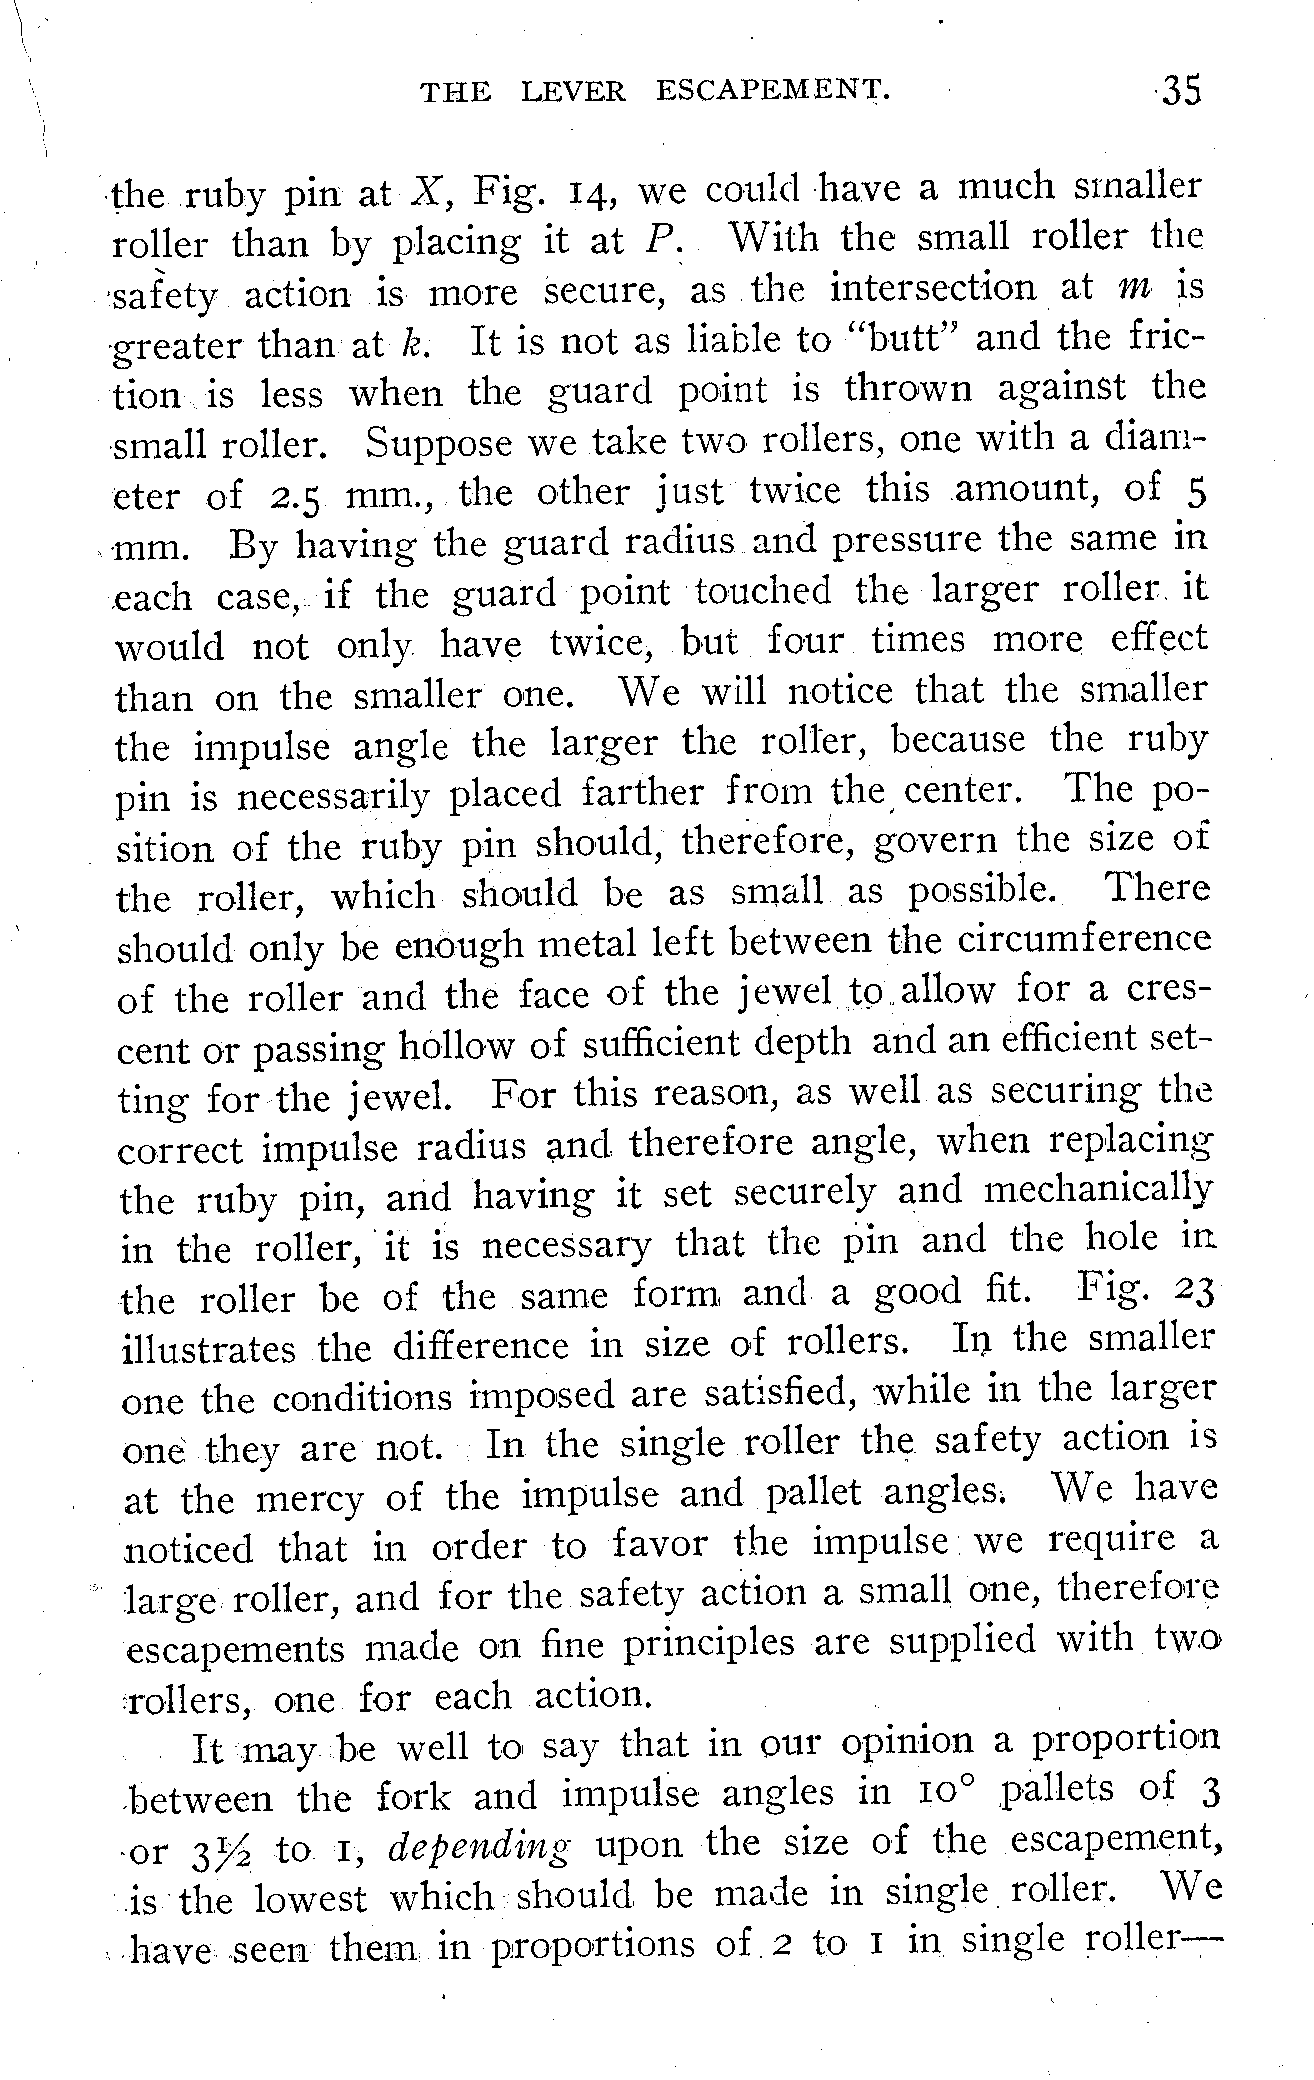 THE LEVER ESCAPEMENT. 35
the ruby pin at X, Fig. 14, we could have a much smaller
roller than by placing it at P. With the small roller the
safety action is more secure, as the intersection at m is
greater than at k. It is not as liable to “butt” and the fric-
tion is less when the guard point is thrown against the
small roller. Suppose we take two rollers, one with a diam-
eter of 2.5 mm., the other just twice this amount, of 5
mm. By having the guard radius and pressure the same in
each case, if the guard point touched the larger roller it
would not only have twice, but four times more effect
than on the smaller one. We will notice that the smaller
the impulse angle the larger the roller, because the ruby
pin is necessarily placed farther from the center. The po-
sition of the ruby pin should, therefore, govern the size of
the roller, which should be as small as possible. There
should only be enough metal left between the circumference
of the roller and the face of the jewel to allow for a cres-
cent or passing hollow of sufficient depth and an efficient set-
ting for the jewel. For this reason, as well as securing the
correct impulse radius and therefore angle, when replacing
the ruby pin, and having it set securely and mechanically
in the roller, it is necessary that the pin and the hole in
the roller be of the same form and a good fit. Fig. 23
illustrates the difference in size of rollers. In the smaller
one the conditions imposed are satisfied, while in the larger
one they are not. In the single roller the safety action is
at the mercy of the impulse and pallet angles. We have
noticed that in order to favor the impulse we require a
large roller, and for the safety action a small one, therefore
escapements made on fine principles are supplied with two
rollers, one for each action.
It may be well to say that in our opinion a proportion
between the fork and impulse angles in 10° pallets of 3
or 3½ to 1, depending upon the size of the escapement,
is the lowest which should be made in single roller. We
have seen them in proportions of 2 to 1 in single roller—